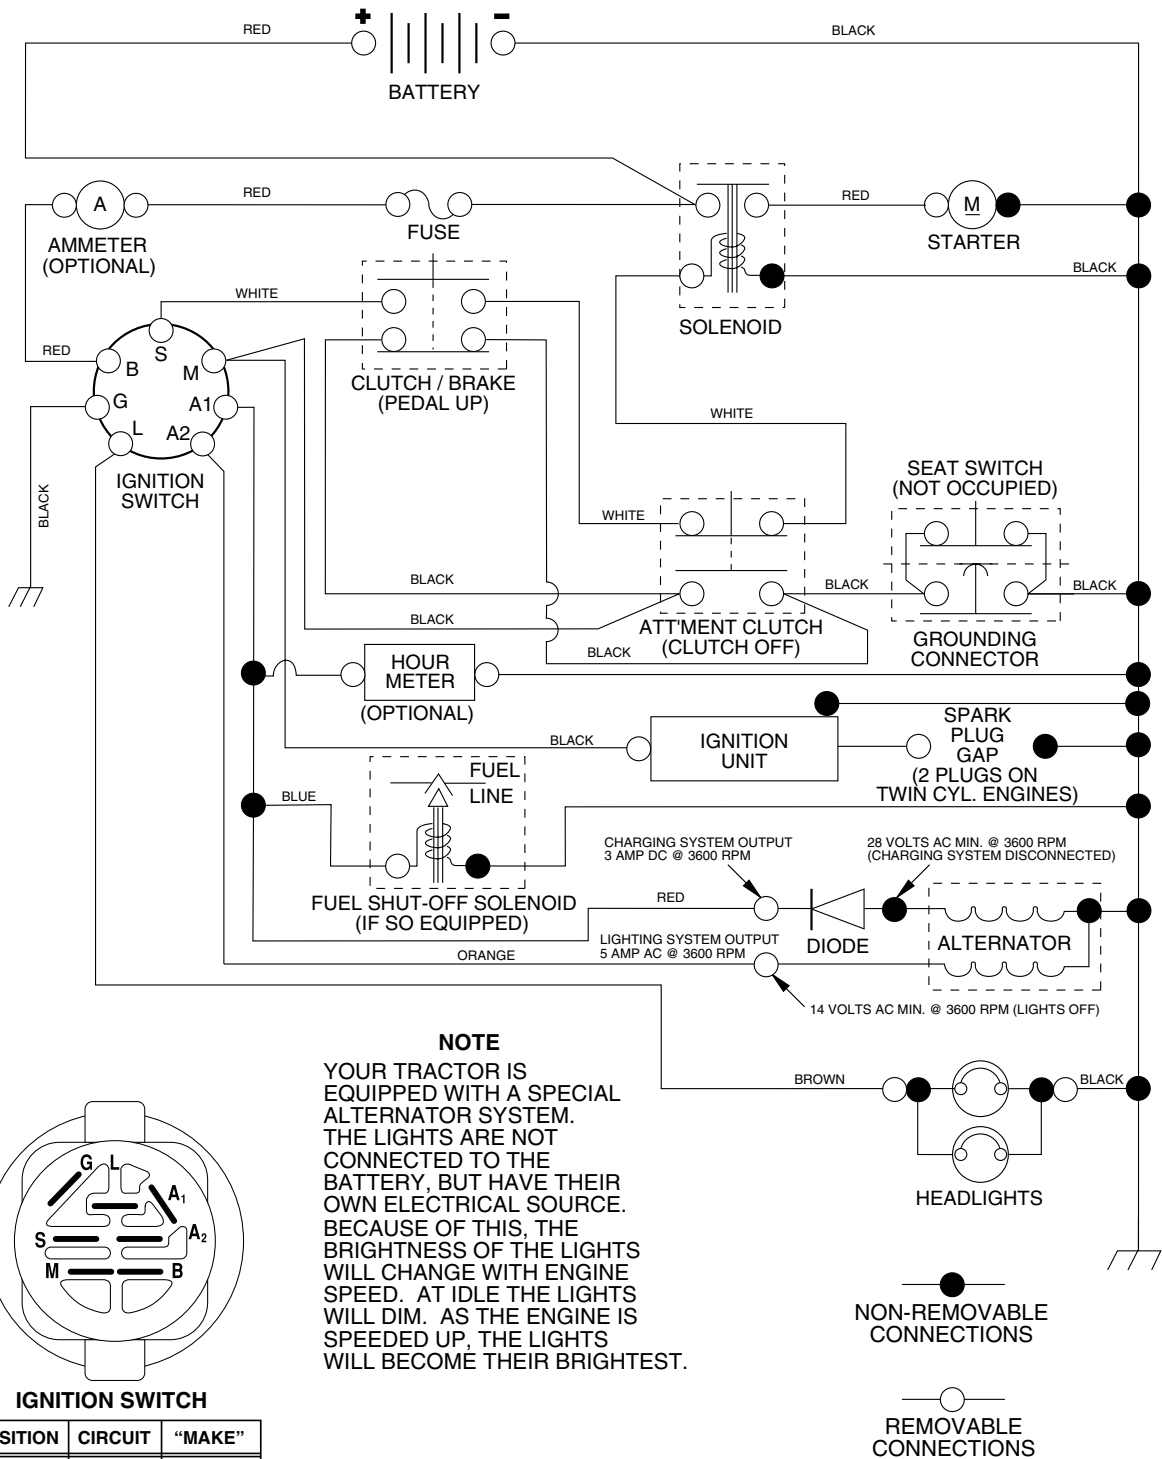 + -
RED
BLACK
BATTERY
A
RED
FUSE
RED
M
STARTER
AMMETER
(OPTIONAL)
BLACK
SOLENOID
WHITE
RED
S
B
M
G
A1
L
A2
IGNITION
SWITCH
CLUTCH / BRAKE
(PEDAL UP)
WHITE
BLACK
SEAT SWITCH
(NOT OCCUPIED)
WHITE
BLACK
BLACK
BLACK
BLACK
ATT'MENT CLUTCH
(CLUTCH OFF)
BLACK
GROUNDING
CONNECTOR
HOUR
METER
(OPTIONAL)
BLACK
IGNITION
UNIT
SPARK
PLUG
GAP
(2 PLUGS ON
TWIN CYL. ENGINES)
FUEL
LINE
BLUE
FUEL SHUT-OFF SOLENOID
(IF SO EQUIPPED)
CHARGING SYSTEM OUTPUT
3 AMP DC @ 3600 RPM
28 VOLTS AC MIN. @ 3600 RPM
(CHARGING SYSTEM DISCONNECTED)
RED
DIODE
ALTERNATOR
ORANGE
LIGHTING SYSTEM OUTPUT
5 AMP AC @ 3600 RPM
14 VOLTS AC MIN. @ 3600 RPM (LIGHTS OFF)
NOTE
YOUR TRACTOR IS
EQUIPPED WITH A SPECIAL
ALTERNATOR SYSTEM.
THE LIGHTS ARE NOT
CONNECTED TO THE
BATTERY, BUT HAVE THEIR
OWN ELECTRICAL SOURCE.
BECAUSE OF THIS, THE
BRIGHTNESS OF THE LIGHTS
WILL CHANGE WITH ENGINE
SPEED. AT IDLE THE LIGHTS
WILL DIM. AS THE ENGINE IS
SPEEDED UP, THE LIGHTS
WILL BECOME THEIR BRIGHTEST.
BROWN
BLACK
HEADLIGHTS
G L
A1
A2
S
M
B
IGNITION SWITCH
SITION CIRCUIT “MAKE”
NON-REMOVABLE
CONNECTIONS
REMOVABLE
CONNECTIONS